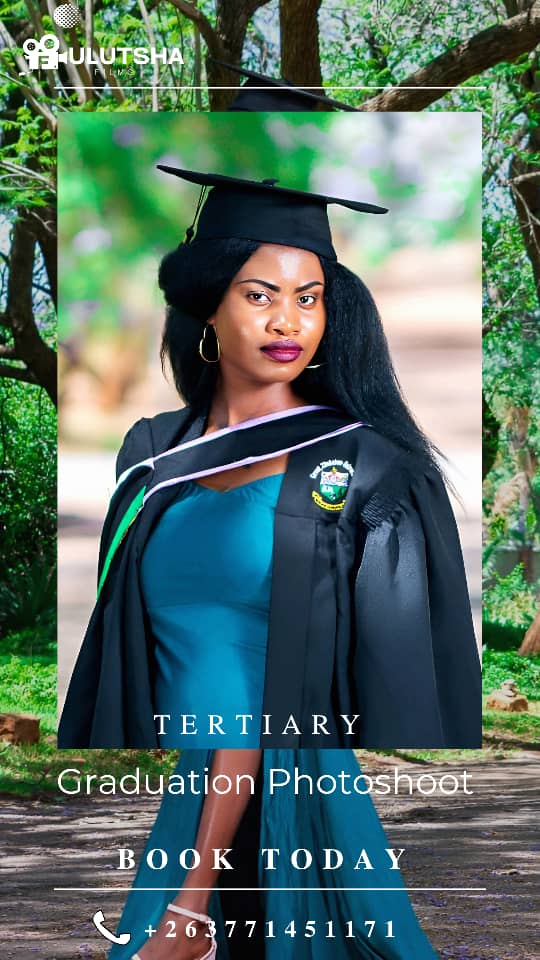 ULUTSHA
FILMS
TERTIARY
Graduation Photoshoot
BOOK TODAY
+263771451171